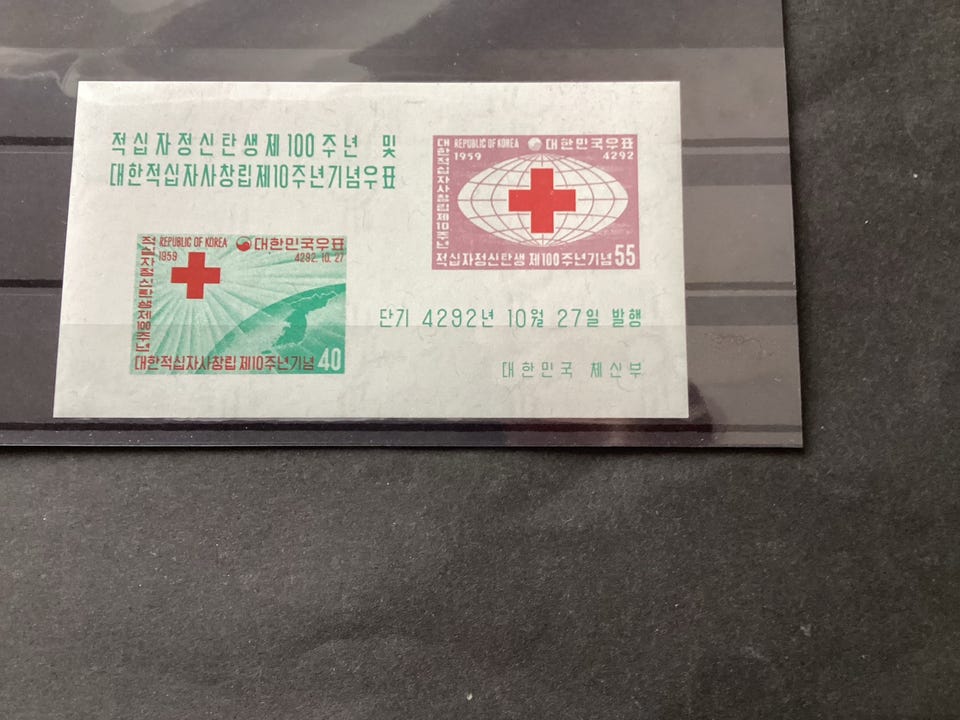 적십자정신탄생제100주년 및
대한적십자사창립제10주년기념우표
REPUBLIC OF KOREA 대한민국우표
1959 4292
대한적십자사창립제10주년
적십자정신탄생 제100주년기념 55
REPUBLIC OF KOREA 대한민국우표
1959 4292.10.27
적십자정신탄생제100주년
대한적십자사창립 제10주년기념 40
단기 4292년 10월 27일 발행
대한민국 체신부